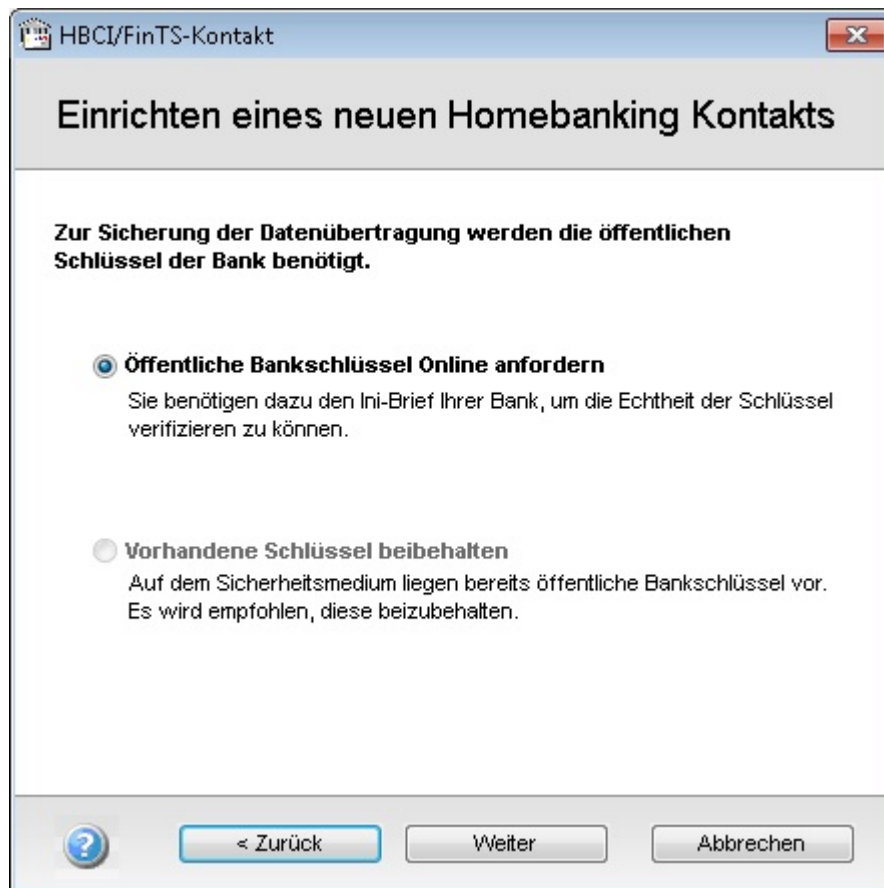 HBCI/FinTS-Kontakt
Einrichten eines neuen Homebanking Kontakts
Zur Sicherung der Datenübertragung werden die öffentlichen
Schlüssel der Bank benötigt.
Öffentliche Bankschlüssel Online anfordern
Sie benötigen dazu den Ini-Brief Ihrer Bank, um die Echtheit der Schlüssel
verifizieren zu können.
Vorhandene Schlüssel beibehalten
Auf dem Sicherheitsmedium liegen bereits öffentliche Bankschlüssel vor.
Es wird empfohlen, diese beizubehalten.
? < Zurück Weiter Abbrechen